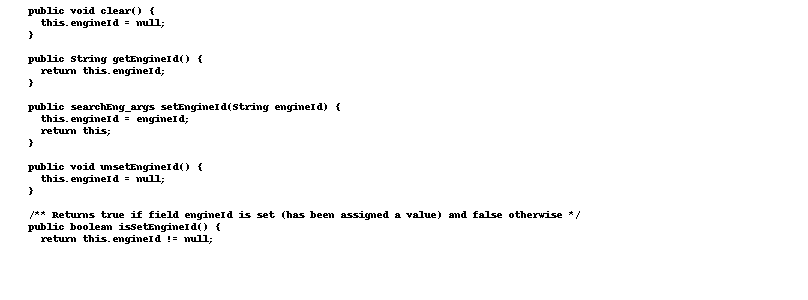 public void clear() {
  this.engineId = null;
}

public String getEngineId() {
  return this.engineId;
}

public searchEng_args setEngineId(String engineId) {
  this.engineId = engineId;
  return this;
}

public void unsetEngineId() {
  this.engineId = null;
}

/** Returns true if field engineId is set (has been assigned a value) and false otherwise */
public boolean isSetEngineId() {
  return this.engineId != null;